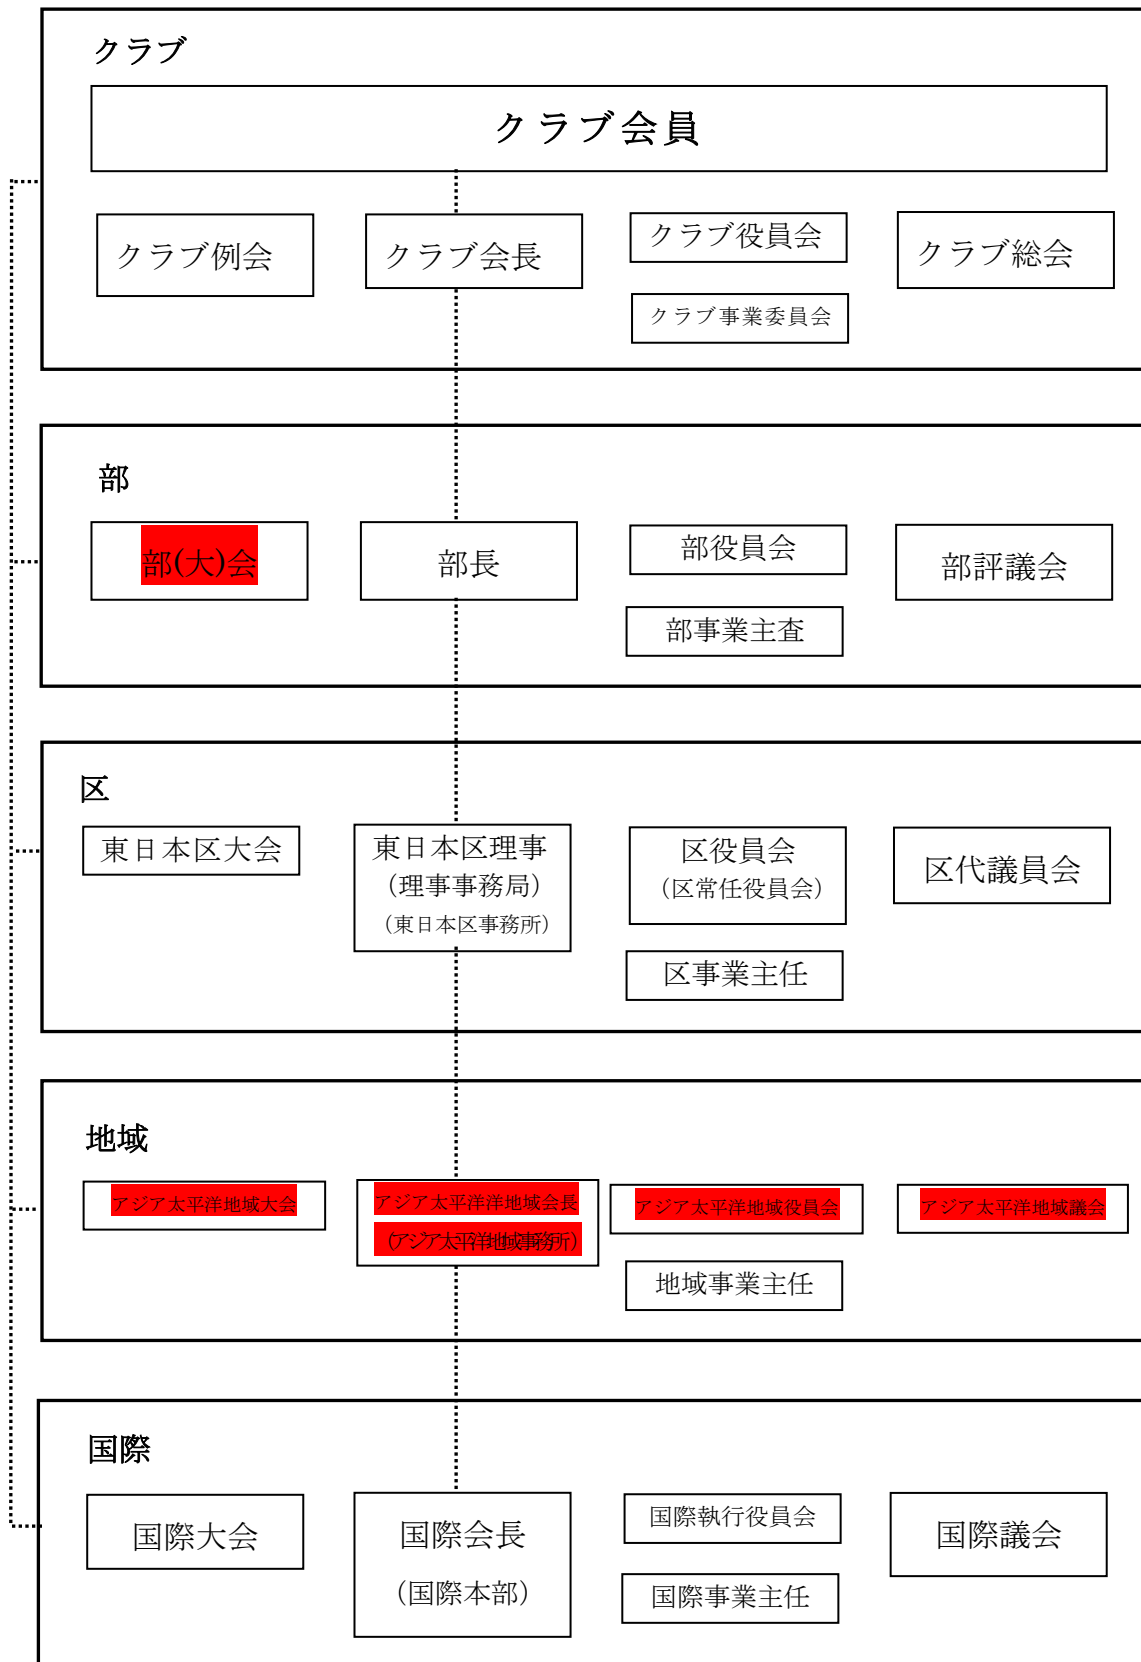 クラブ
クラブ会員
クラブ例会
クラブ会長
クラブ役員会
クラブ事業委員会
クラブ総会
部
部(大)会
部長
部役員会
部事業主査
部評議会
区
東日本区大会
東日本区理事
（理事事務局）
（東日本区事務所）
区役員会
（区常任役員会）
区事業主任
区代議員会
地域
アジア太平洋地域大会
アジア太平洋洋地域会長
（アジア太平洋地域事務所）
アジア太平洋地域役員会
地域事業主任
アジア太平洋地域議会
国際
国際大会
国際会長
（国際本部）
国際執行役員会
国際事業主任
国際議会